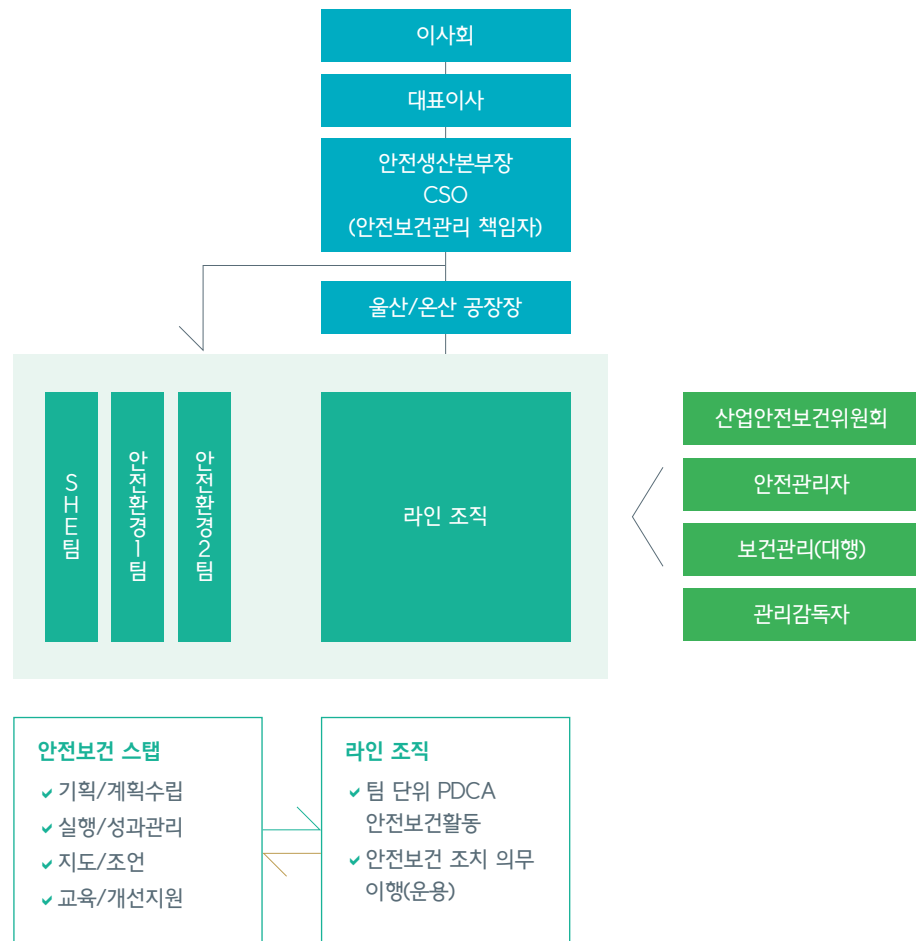 이사회
대표이사
안전생산본부장
CSO
(안전보건관리 책임자)
울산/온산 공장장
SHE팀
안전환경1팀
안전환경2팀
라인 조직
산업안전보건위원회
안전관리자
보건관리(대행)
관리감독자
안전보건 스탭
기획/계획수립
실행/성과관리
지도/조언
교육/개선지원
라인 조직
팀 단위 PDCA
안전보건활동
안전보건 조치 의무
이행(운용)